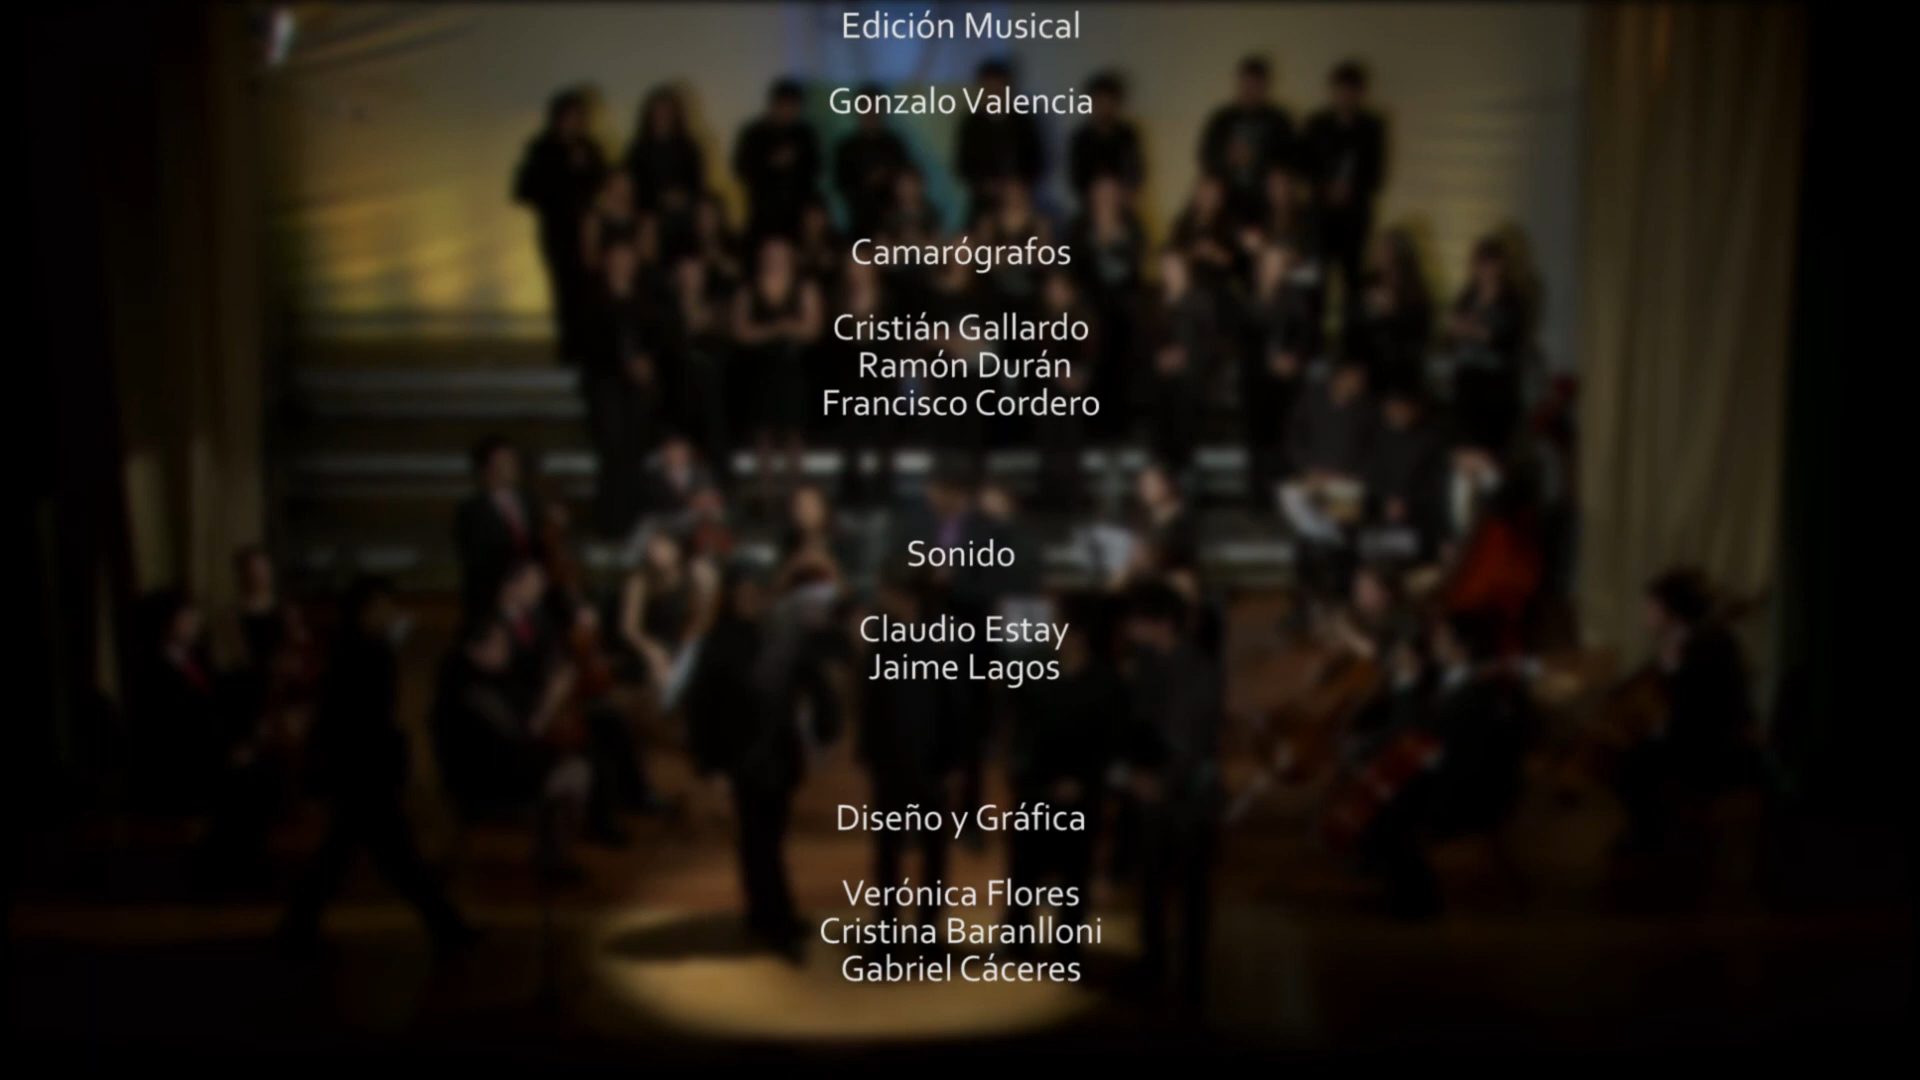 Edición Musical
Gonzalo Valencia
Camarógrafos
Cristián Gallardo
Ramón Durán
Francisco Cordero
Sonido
Claudio Estay
Jaime Lagos
Diseño y Gráfica
Verónica Flores
Cristina Baranlloni
Gabriel Cáceres